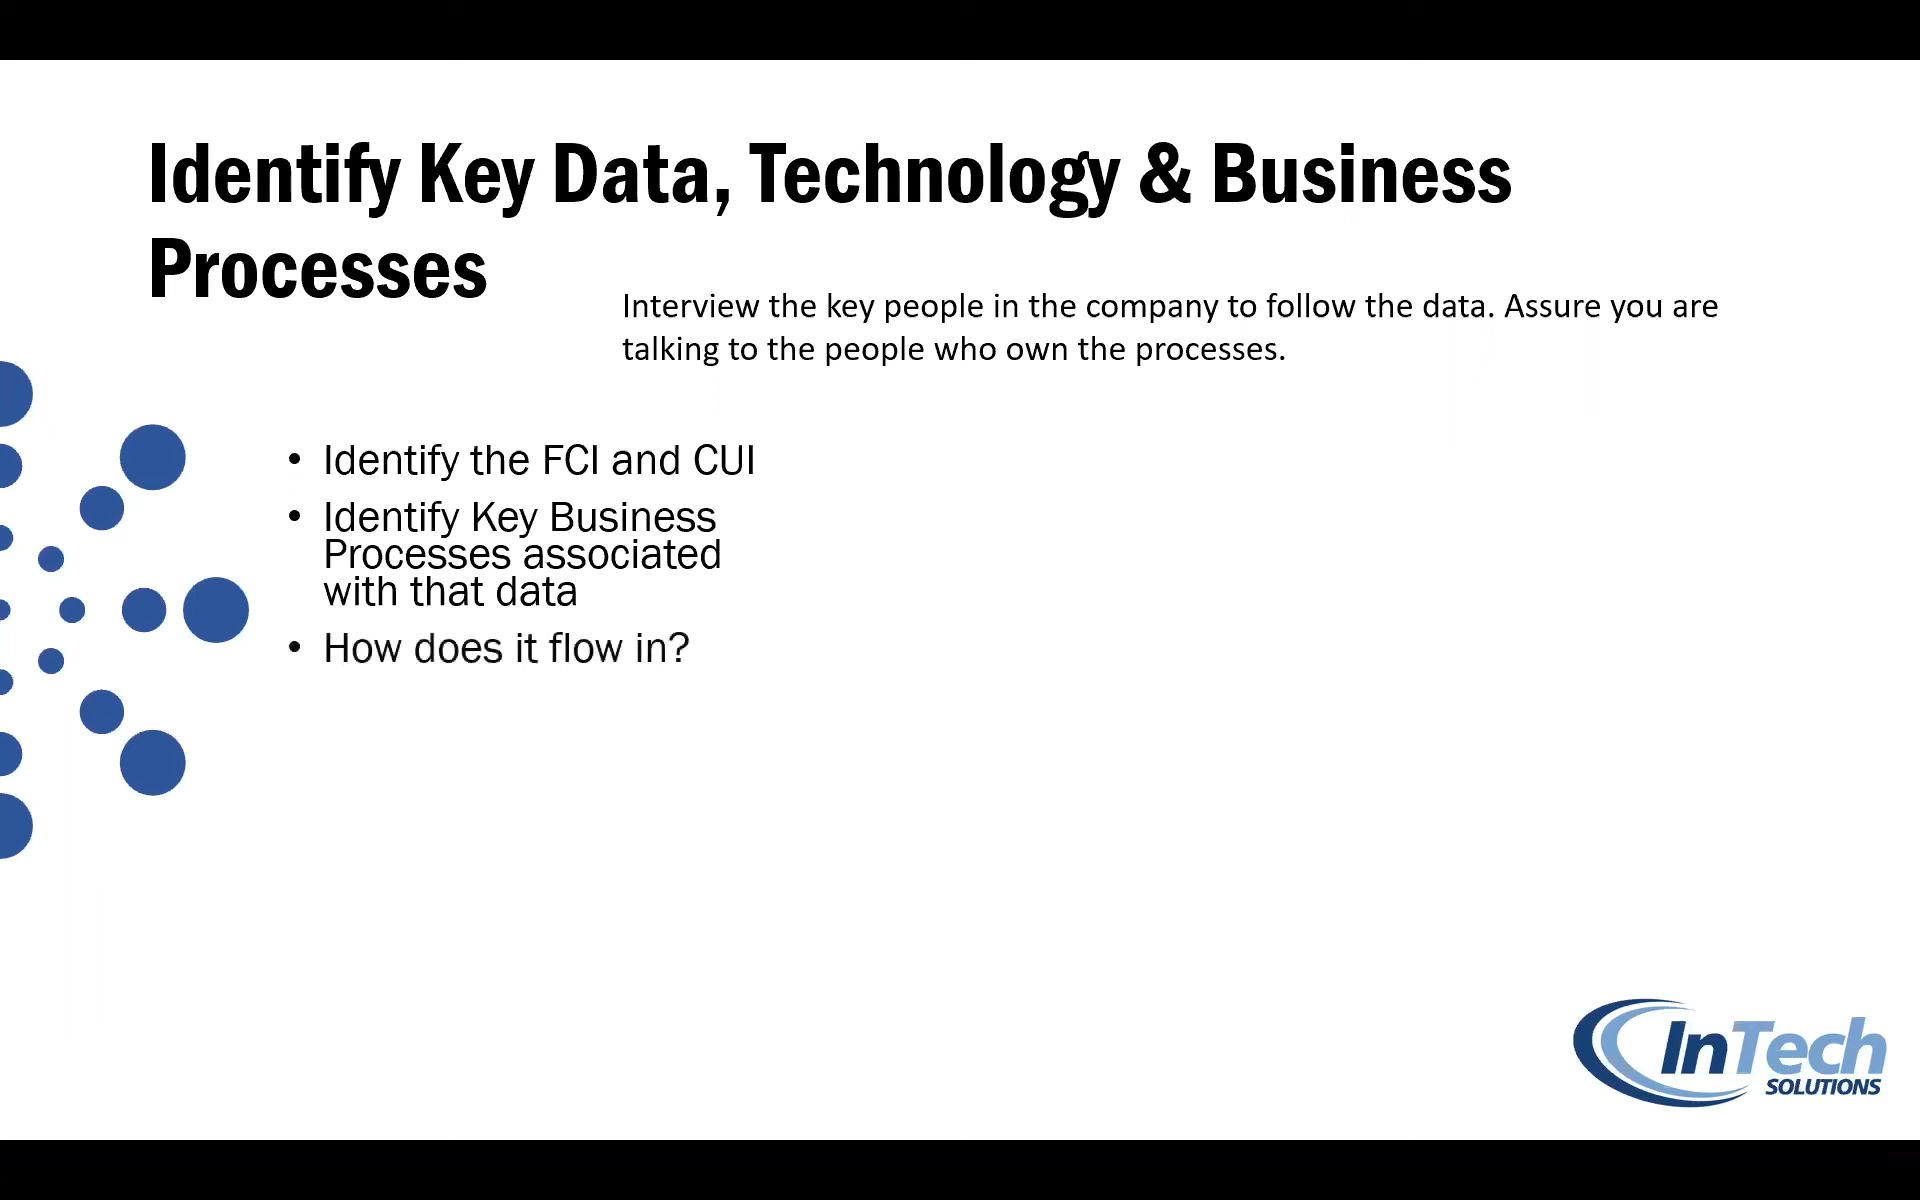 Identify Key Data, Technology & Business
Processes
Interview the key people in the company to follow the data. Assure you are
talking to the people who own the processes.
• Identify the FCI and CUI
• Identify Key Business
Processes associated
with that data
• How does it flow in?
InTech
SOLUTIONS